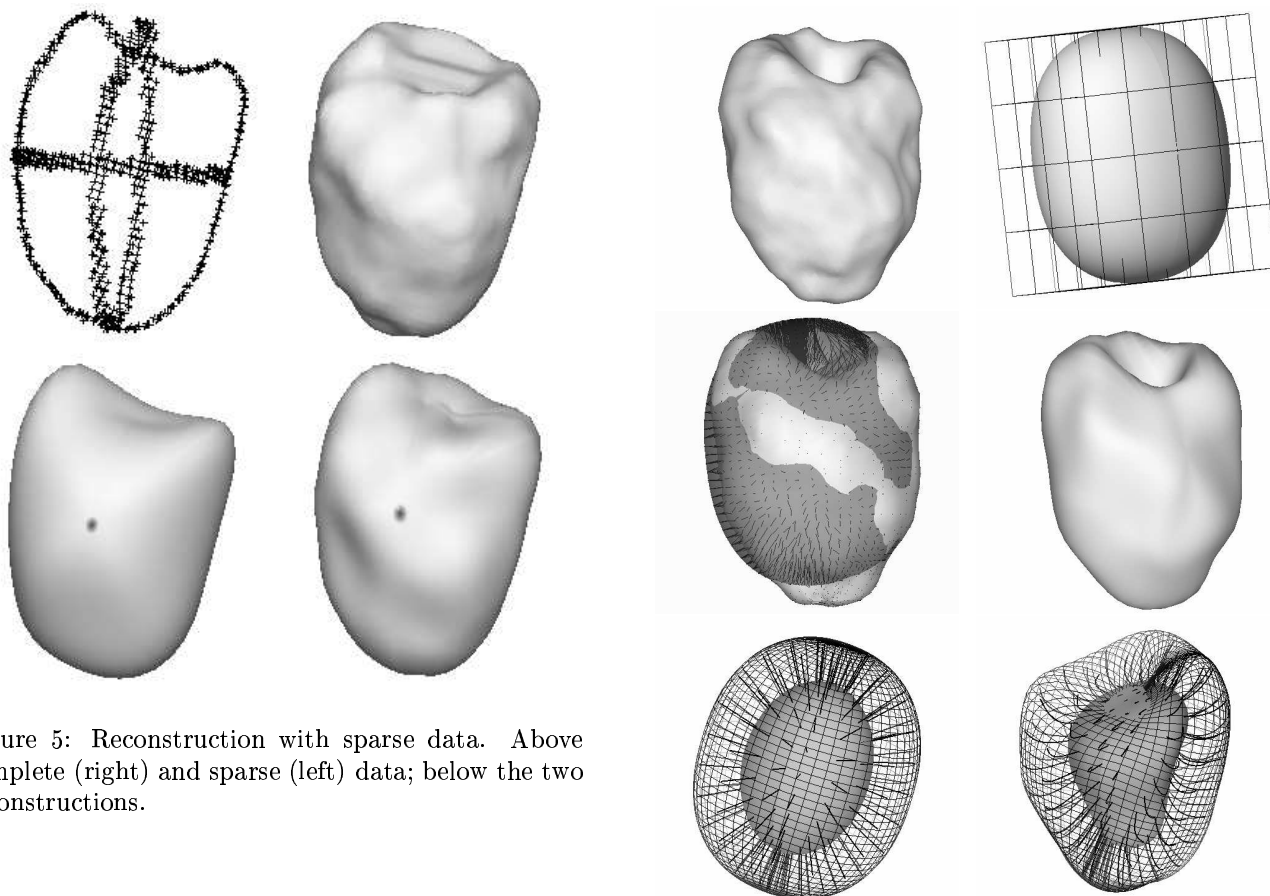 ure 5: Reconstruction with sparse data. Above
nplete (right) and sparse (left) data; below the two
onstructions.